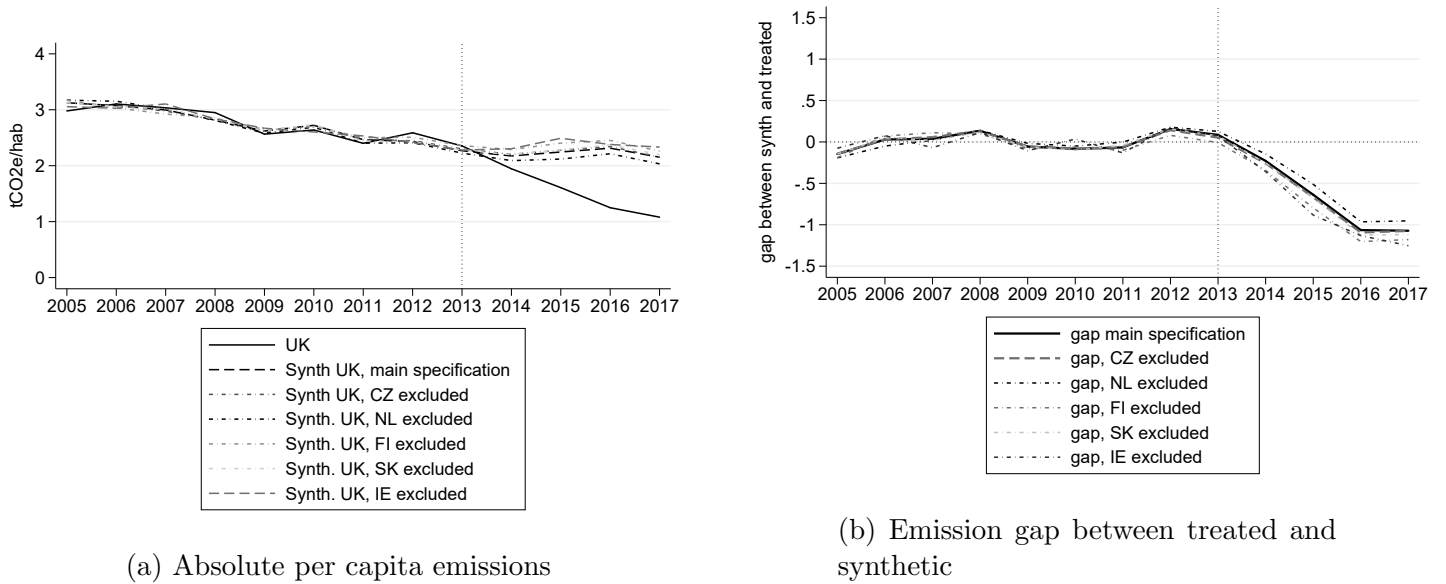 tCO2e/hab
4
3
2
1
0
2005 2006 2007 2008 2009 2010 2011 2012 2013 2014 2015 2016 2017
UK
Synth UK, main specification
Synth UK, CZ excluded
Synth. UK, NL excluded
Synth. UK, FI excluded
Synth. UK, SK excluded
Synth. UK, IE excluded
(a) Absolute per capita emissions
gap between synth and treated
1.5
1
.5
0
-.5
-1
-1.5
2005 2006 2007 2008 2009 2010 2011 2012 2013 2014 2015 2016 2017
gap main specification
gap, CZ excluded
gap, NL excluded
gap, FI excluded
gap, SK excluded
gap, IE excluded
(b) Emission gap between treated and
synthetic